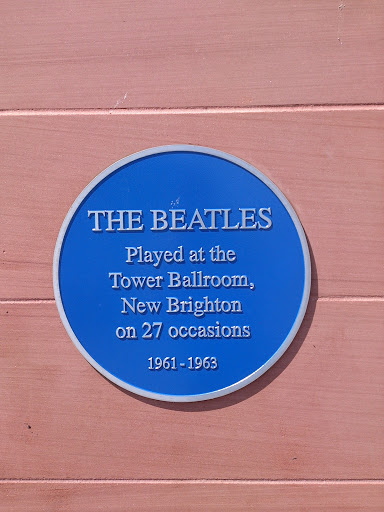 THE BEATLES
Played at the
Tower Ballroom,
New Brighton
on 27 occasions
1961 - 1963